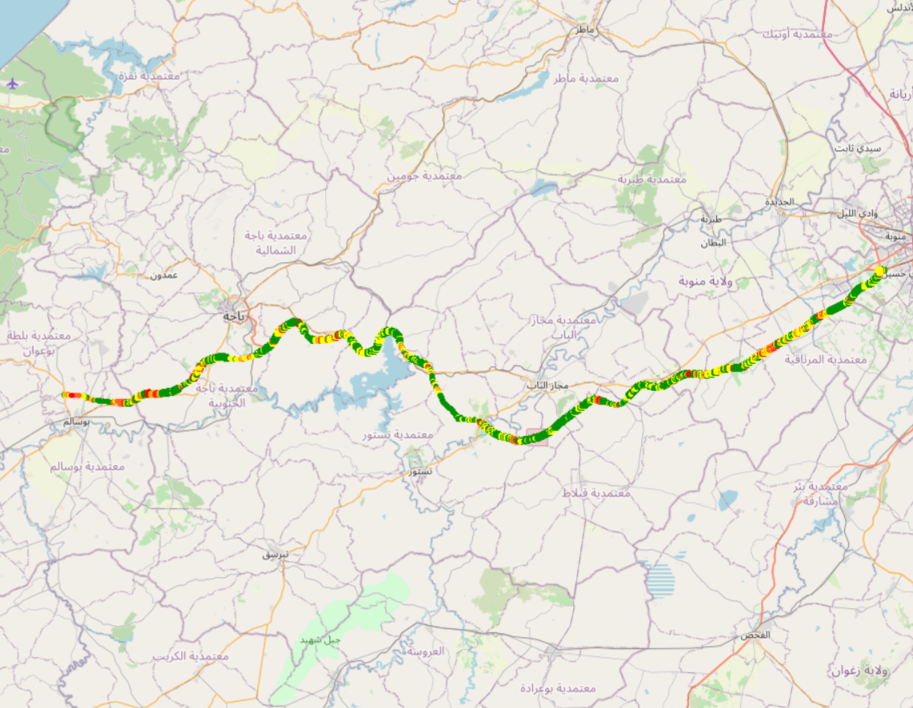 ماطر
معتمدية أوتيك
معتمدية نفزة
معتمدية ماطر
سيدي ثابت
معتمدية جومين
معتمدية طبربة
الجديدة
وادي الليل
طبربة
منوبة
البطان
معتمدية باجة
الشمالية
عمدون
ولاية منوبة
باجة
معتمدية مجاز
الباب
معتمدية بلطة
بوعوان
معتمدية المرناقية
مجاز الباب
معتمدية باجة
الجنوبية
بوسالم
معتمدية تستور
معتمدية بوسالم
تستور
معتمدية قبلاط
معتمدية بئر
مشارقة
تبرسق
الفحص
جبل شهيد
العروسة
معتمدية الكريب
ولاية زغوان
معتمدية بوعرادة